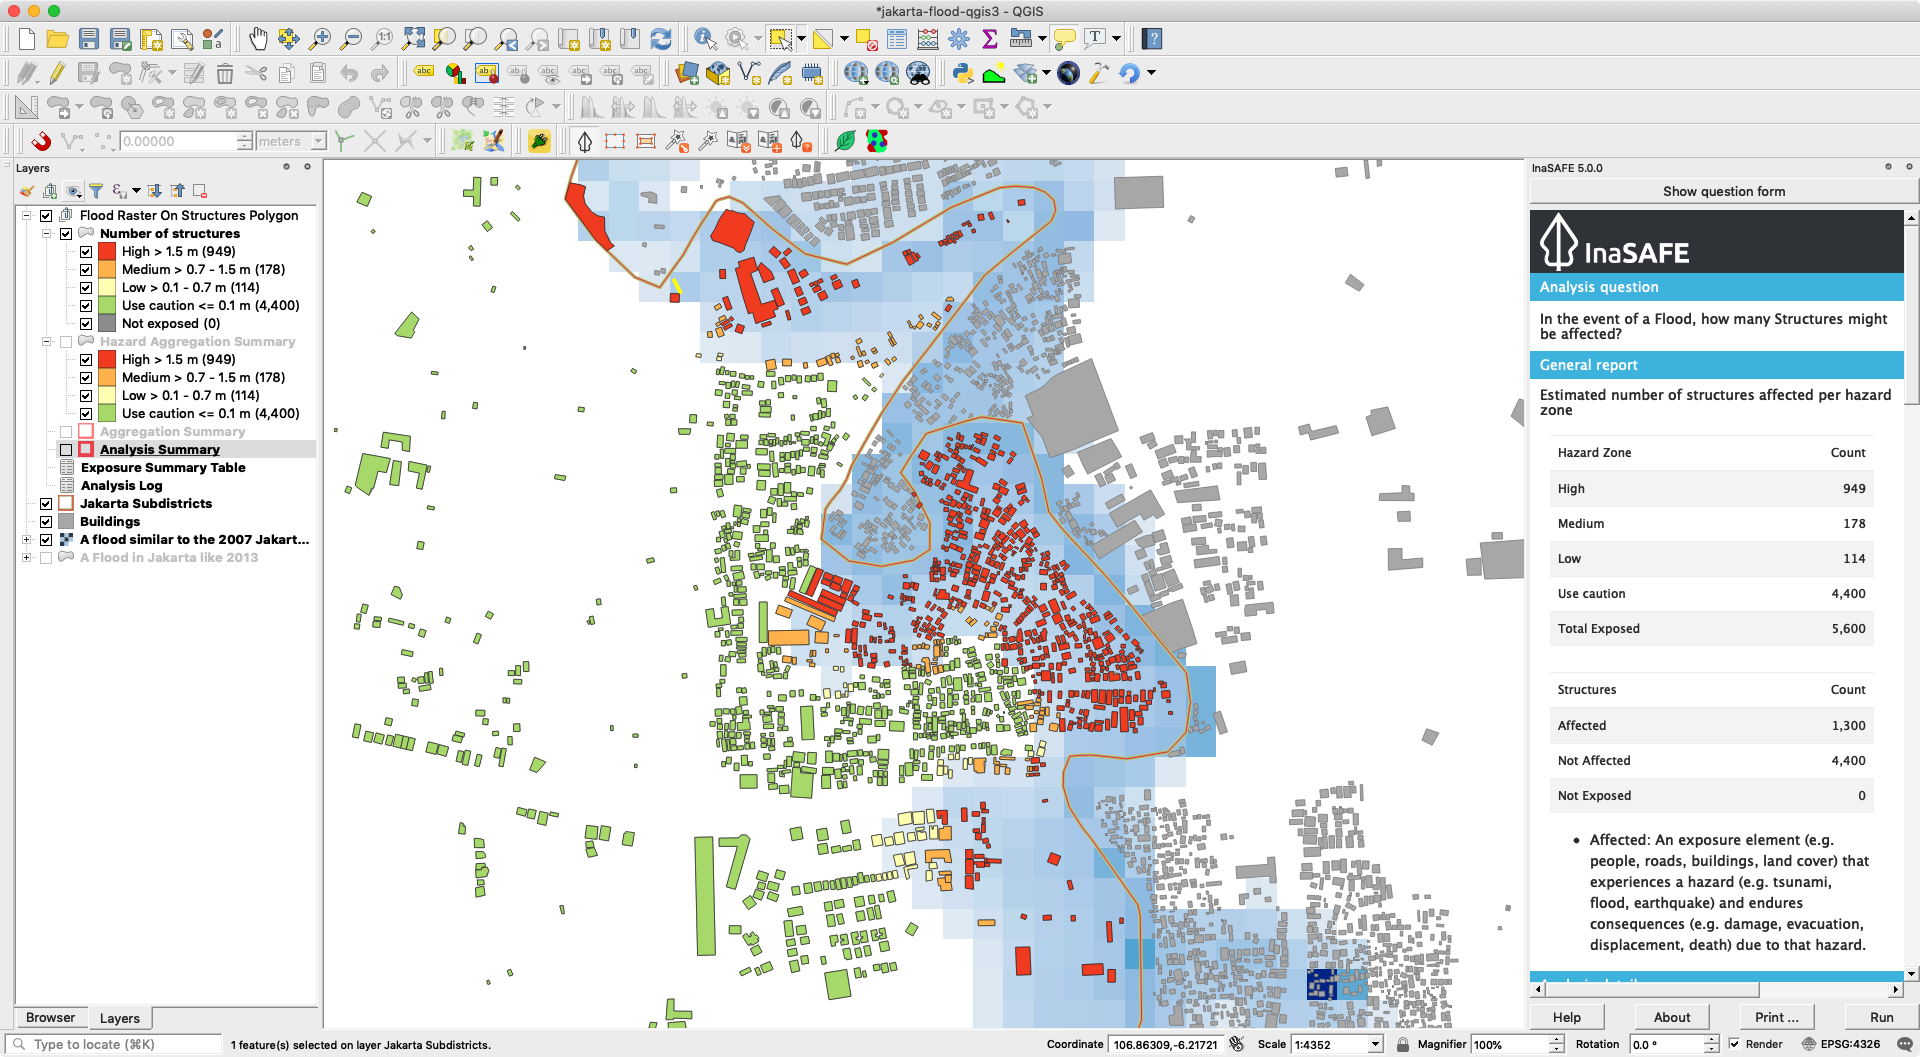 *jakarta-flood-qgis3 - QGIS
0.00000
meters
Layers
Flood Raster On Structures Polygon
Number of structures
High > 1.5 m (949)
Medium > 0.7 - 1.5 m (178)
Low > 0.1 - 0.7 m (114)
Use caution <= 0.1 m (4,400)
Not exposed (0)
Hazard Aggregation Summary
High > 1.5 m (949)
Medium > 0.7 - 1.5 m (178)
Low > 0.1 - 0.7 m (114)
Use caution <= 0.1 m (4,400)
Aggregation Summary
Analysis Summary
Exposure Summary Table
Analysis Log
Jakarta Subdistricts
Buildings
A flood similar to the 2007 Jakart...
A Flood in Jakarta like 2013
Browser
Layers
InaSAFE 5.0.0
Show question form
InaSAFE
Analysis question
In the event of a Flood, how many Structures might
be affected?
General report
Estimated number of structures affected per hazard
zone
Hazard Zone Count
High 949
Medium 178
Low 114
Use caution 4,400
Total Exposed 5,600
Structures Count
Affected 1,300
Not Affected 4,400
Not Exposed 0
• Affected: An exposure element (e.g.
people, roads, buildings, land cover) that
experiences a hazard (e.g. tsunami,
flood, earthquake) and endures
consequences (e.g. damage, evacuation,
displacement, death) due to that hazard.
Help
About
Print ...
Run
Type to locate (⌘K)
1 feature(s) selected on layer Jakarta Subdistricts.
Coordinate 106.86309,-6.21721
Scale 1:4352
Magnifier 100%
Rotation 0.0 °
Render
EPSG:4326